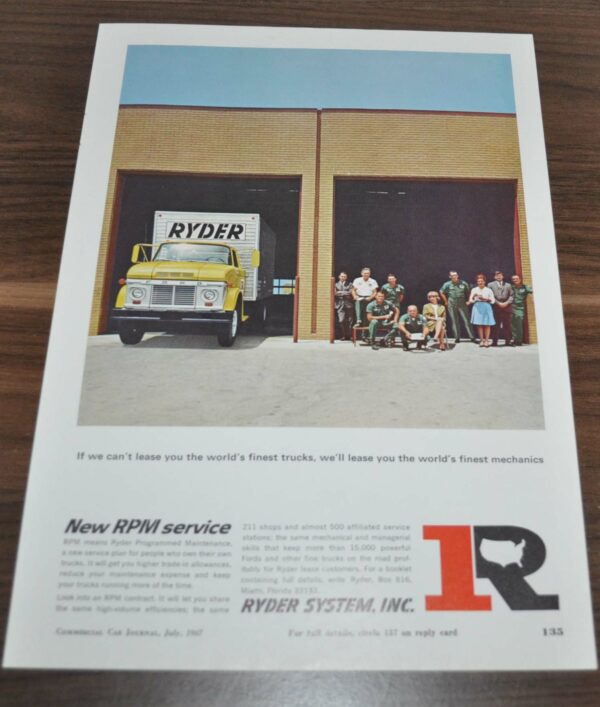 RYDER
FORD
If we can't lease you the world's finest trucks, we'll lease you the world's finest mechanics
New RPM service
RPM means Ryder Programmed Maintenance,
a new service plan for people who own their own
trucks. It will get you higher trade-in allowances,
reduce your maintenance expense and keep
your trucks running more of the time.
Look into an RPM contract. It will let you share
the same high-volume efficiencies; the same
211 shops and almost 500 affiliated service
stations; the same mechanical and managerial
skills that keep more than 15,000 powerful
Fords and other fine trucks on the road prof-
itably for Ryder lease customers. For a booklet
containing full details, write Ryder, Box 816,
Miami, Florida 33133.
RYDER SYSTEM, INC.
1R
Commercial Car Journal, July, 1967
For full details, circle 137 on reply card
135